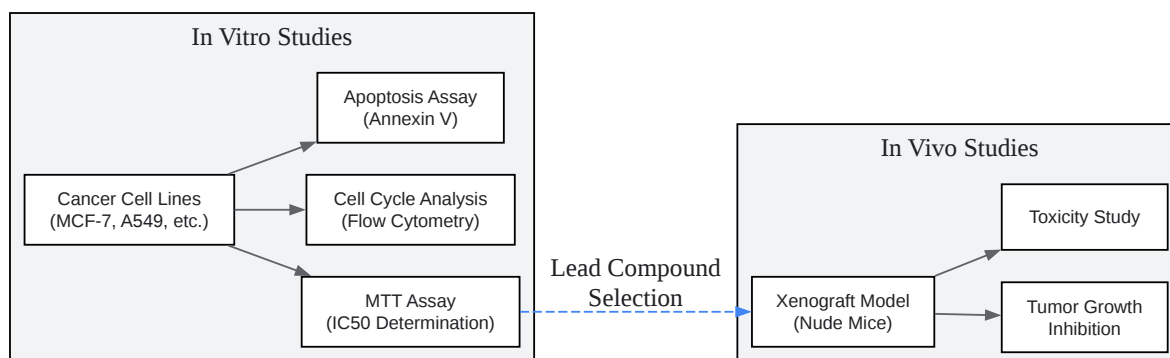 In Vitro Studies
Apoptosis Assay
(Annexin V)
Cancer Cell Lines
(MCF-7, A549, etc.)
Cell Cycle Analysis
(Flow Cytometry)
MTT Assay
(IC50 Determination)
Lead Compound
Selection
In Vivo Studies
Xenograft Model
(Nude Mice)
Toxicity Study
Tumor Growth
Inhibition